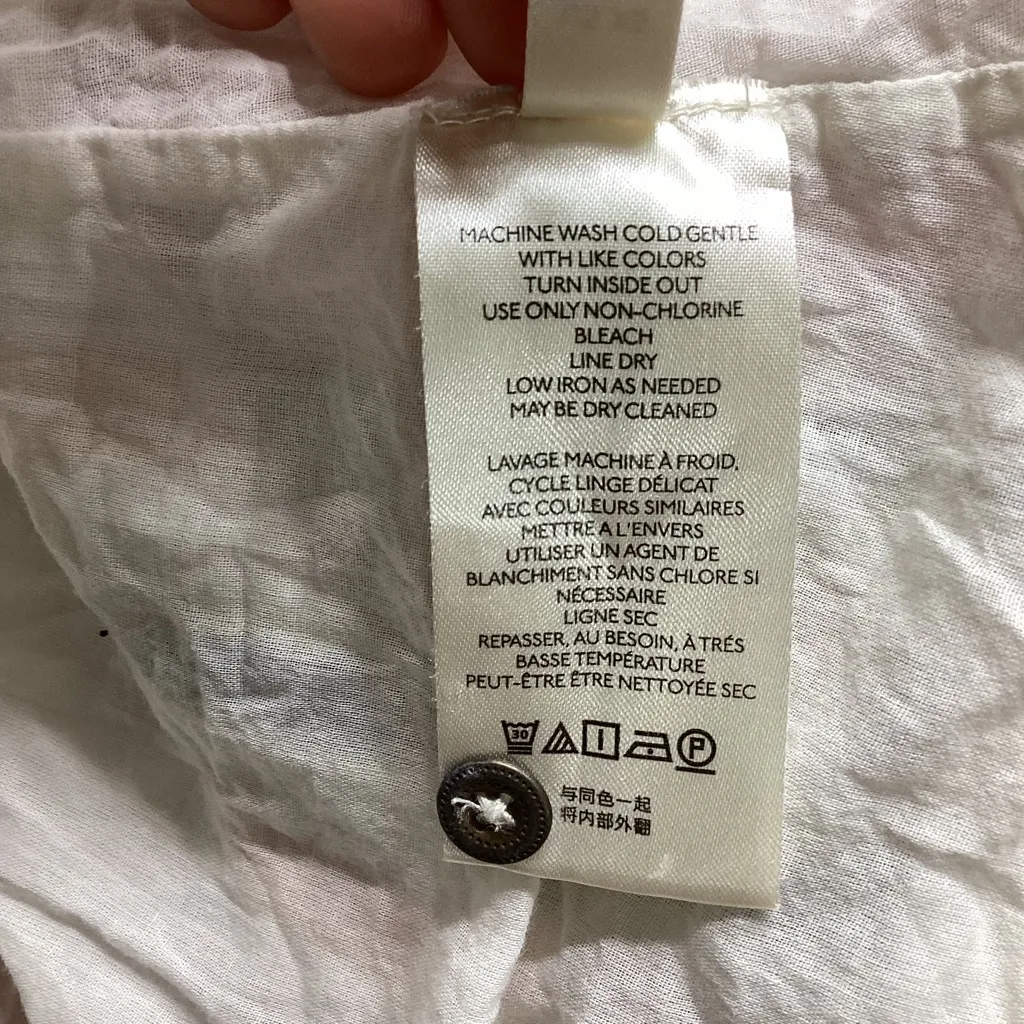 MACHINE WASH COLD GENTLE
WITH LIKE COLORS
TURN INSIDE OUT
USE ONLY NON-CHLORINE
BLEACH
LINE DRY
LOW IRON AS NEEDED
MAY BE DRY CLEANED
LAVAGE MACHINE À FROID,
CYCLE LINGE DÉLICAT
AVEC COULEURS SIMILAIRES
METTRE A L'ENVERS
UTILISER UN AGENT DE
BLANCHIMENT SANS CHLORE SI
NÉCESSAIRE
LIGNE SEC
REPASSER, AU BESOIN, À TRÉS
BASSE TEMPÉRATURE
PEUT-ÊTRE ÊTRE NETTOYÉE SEC
30 P
与同色一起
将内部外翻